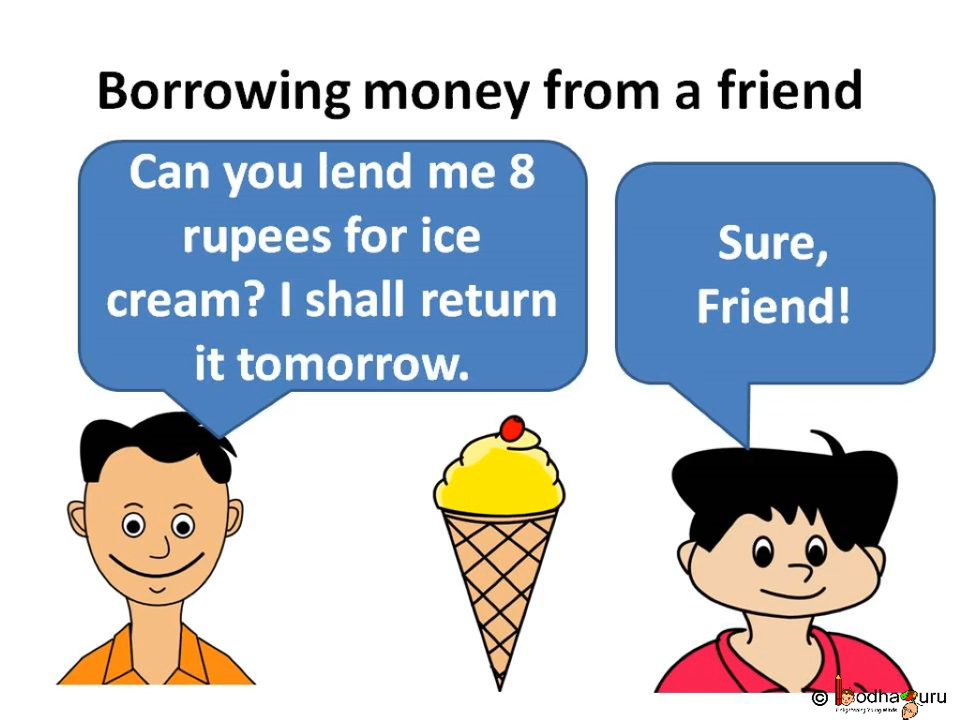 Borrowing money from a friend
Can you lend me 8
rupees for ice
cream? I shall return
it tomorrow.
Sure,
Friend!
©